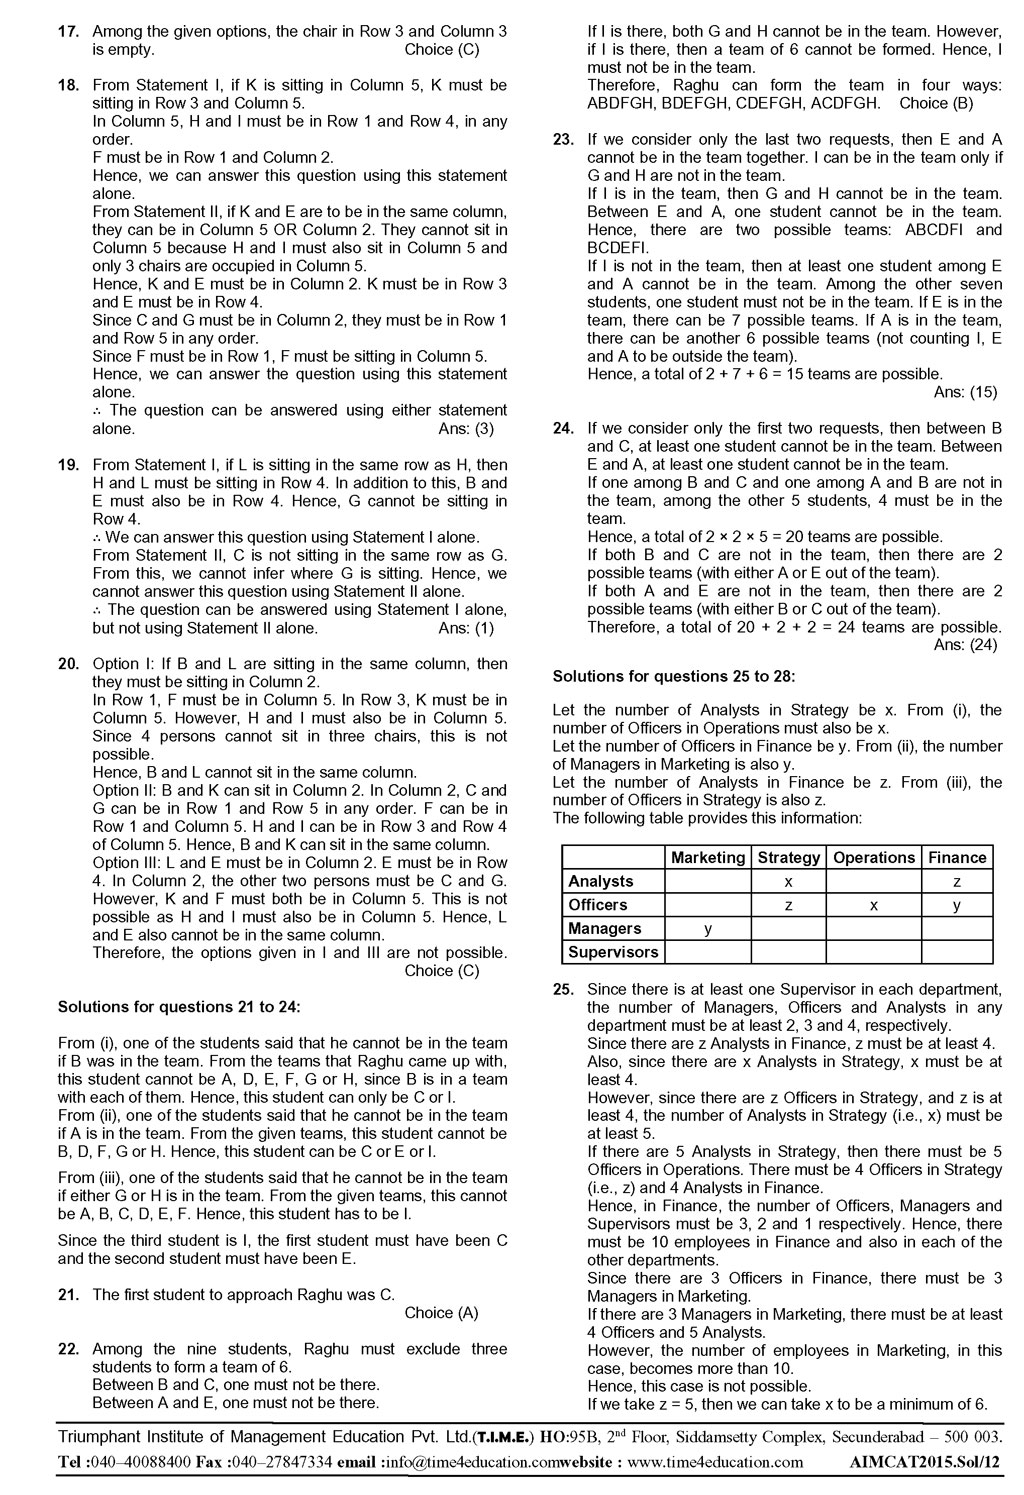 17. Among the given options, the chair in Row 3 and Column 3
is empty. Choice (C)
18. From Statement I, if K is sitting in Column 5, K must be
sitting in Row 3 and Column 5.
In Column 5, H and I must be in Row 1 and Row 4, in any
order.
F must be in Row 1 and Column 2.
Hence, we can answer this question using this statement
alone.
From Statement II, if K and E are to be in the same column,
they can be in Column 5 OR Column 2. They cannot sit in
Column 5 because H and I must also sit in Column 5 and
only 3 chairs are occupied in Column 5.
Hence, K and E must be in Column 2. K must be in Row 3
and E must be in Row 4.
Since C and G must be in Column 2, they must be in Row 1
and Row 5 in any order.
Since F must be in Row 1, F must be sitting in Column 5.
Hence, we can answer the question using this statement
alone.
∴ The question can be answered using either statement
alone. Ans: (3)
19. From Statement I, if L is sitting in the same row as H, then
H and L must be sitting in Row 4. In addition to this, B and
E must also be in Row 4. Hence, G cannot be sitting in
Row 4.
∴ We can answer this question using Statement I alone.
From Statement II, C is not sitting in the same row as G.
From this, we cannot infer where G is sitting. Hence, we
cannot answer this question using Statement II alone.
∴ The question can be answered using Statement I alone,
but not using Statement II alone. Ans: (1)
20. Option I: If B and L are sitting in the same column, then
they must be sitting in Column 2.
In Row 1, F must be in Column 5. In Row 3, K must be in
Column 5. However, H and I must also be in Column 5.
Since 4 persons cannot sit in three chairs, this is not
possible.
Hence, B and L cannot sit in the same column.
Option II: B and K can sit in Column 2. In Column 2, C and
G can be in Row 1 and Row 5 in any order. F can be in
Row 1 and Column 5. H and I can be in Row 3 and Row 4
of Column 5. Hence, B and K can sit in the same column.
Option III: L and E must be in Column 2. E must be in Row
4. In Column 2, the other two persons must be C and G.
However, K and F must both be in Column 5. This is not
possible as H and I must also be in Column 5. Hence, L
and E also cannot be in the same column.
Therefore, the options given in I and III are not possible.
Choice (C)
Solutions for questions 21 to 24:
From (i), one of the students said that he cannot be in the team
if B was in the team. From the teams that Raghu came up with,
this student cannot be A, D, E, F, G or H, since B is in a team
with each of them. Hence, this student can only be C or I.
From (ii), one of the students said that he cannot be in the team
if A is in the team. From the given teams, this student cannot be
B, D, F, G or H. Hence, this student can be C or E or I.
From (iii), one of the students said that he cannot be in the team
if either G or H is in the team. From the given teams, this cannot
be A, B, C, D, E, F. Hence, this student has to be I.
Since the third student is I, the first student must have been C
and the second student must have been E.
21. The first student to approach Raghu was C.
Choice (A)
22. Among the nine students, Raghu must exclude three
students to form a team of 6.
Between B and C, one must not be there.
Between A and E, one must not be there.
If I is there, both G and H cannot be in the team. However,
if I is there, then a team of 6 cannot be formed. Hence, I
must not be in the team.
Therefore, Raghu can form the team in four ways:
ABDFGH, BDEFGH, CDEFGH, ACDFGH. Choice (B)
23. If we consider only the last two requests, then E and A
cannot be in the team together. I can be in the team only if
G and H are not in the team.
If I is in the team, then G and H cannot be in the team.
Between E and A, one student cannot be in the team.
Hence, there are two possible teams: ABCDFI and
BCDEFI.
If I is not in the team, then at least one student among E
and A cannot be in the team. Among the other seven
students, one student must not be in the team. If E is in the
team, there can be 7 possible teams. If A is in the team,
there can be another 6 possible teams (not counting I, E
and A to be outside the team).
Hence, a total of 2 + 7 + 6 = 15 teams are possible.
Ans: (15)
24. If we consider only the first two requests, then between B
and C, at least one student cannot be in the team. Between
E and A, at least one student cannot be in the team.
If one among B and C and one among A and B are not in
the team, among the other 5 students, 4 must be in the
team.
Hence, a total of 2 × 2 × 5 = 20 teams are possible.
If both B and C are not in the team, then there are 2
possible teams (with either A or E out of the team).
If both A and E are not in the team, then there are 2
possible teams (with either B or C out of the team).
Therefore, a total of 20 + 2 + 2 = 24 teams are possible.
Ans: (24)
Solutions for questions 25 to 28:
Let the number of Analysts in Strategy be x. From (i), the
number of Officers in Operations must also be x.
Let the number of Officers in Finance be y. From (ii), the number
of Managers in Marketing is also y.
Let the number of Analysts in Finance be z. From (iii), the
number of Officers in Strategy is also z.
The following table provides this information:
Marketing Strategy Operations Finance
Analysts x z
Officers z x y
Managers y
Supervisors
25. Since there is at least one Supervisor in each department,
the number of Managers, Officers and Analysts in any
department must be at least 2, 3 and 4, respectively.
Since there are z Analysts in Finance, z must be at least 4.
Also, since there are x Analysts in Strategy, x must be at
least 4.
However, since there are z Officers in Strategy, and z is at
least 4, the number of Analysts in Strategy (i.e., x) must be
at least 5.
If there are 5 Analysts in Strategy, then there must be 5
Officers in Operations. There must be 4 Officers in Strategy
(i.e., z) and 4 Analysts in Finance.
Hence, in Finance, the number of Officers, Managers and
Supervisors must be 3, 2 and 1 respectively. Hence, there
must be 10 employees in Finance and also in each of the
other departments.
Since there are 3 Officers in Finance, there must be 3
Managers in Marketing.
If there are 3 Managers in Marketing, there must be at least
4 Officers and 5 Analysts.
However, the number of employees in Marketing, in this
case, becomes more than 10.
Hence, this case is not possible.
If we take z = 5, then we can take x to be a minimum of 6.
Triumphant Institute of Management Education Pvt. Ltd.(T.I.M.E.) HO:95B, 2nd Floor, Siddamsetty Complex, Secunderabad – 500 003.
Tel :040–40088400 Fax :040–27847334 email :info@time4education.comwebsite : www.time4education.com AIMCAT2015.Sol/12